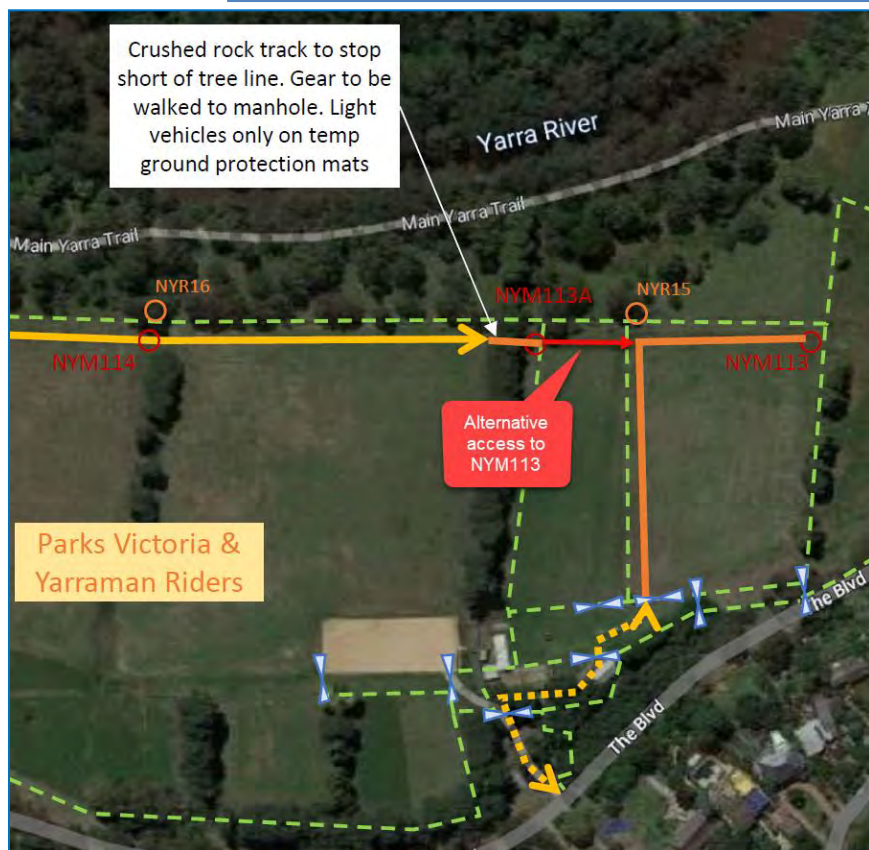 Crushed rock track to stop
short of tree line. Gear to be
walked to manhole. Light
vehicles only on temp
ground protection mats
Yarra River
Main Yarra T
Main Yarra Trail
Main Yarra Trail
NYR16
NYM113A
NYR15
NYM114
NYM113
Alternative
access to
NYM113
Parks Victoria &
Yarraman Riders
The Blvd
The Blvd